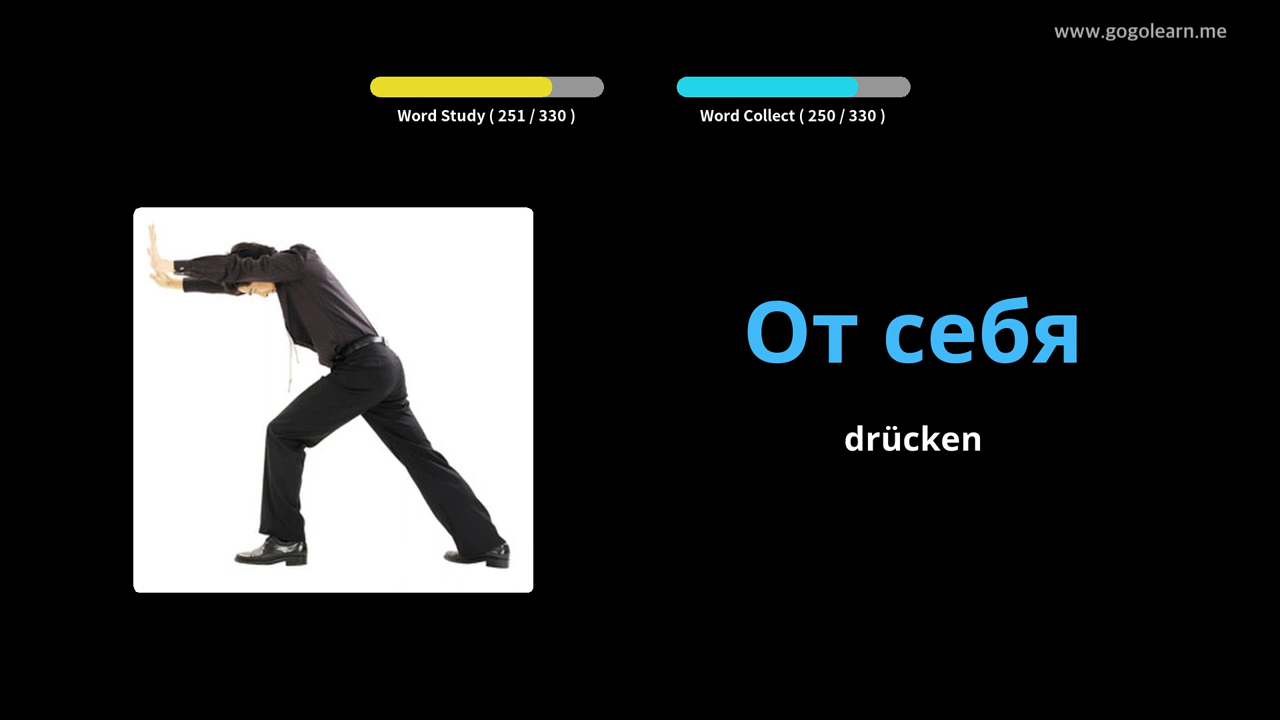 www.gogolearn.me
Word Study ( 251 / 330 )
Word Collect ( 250 / 330 )
От себя
drücken